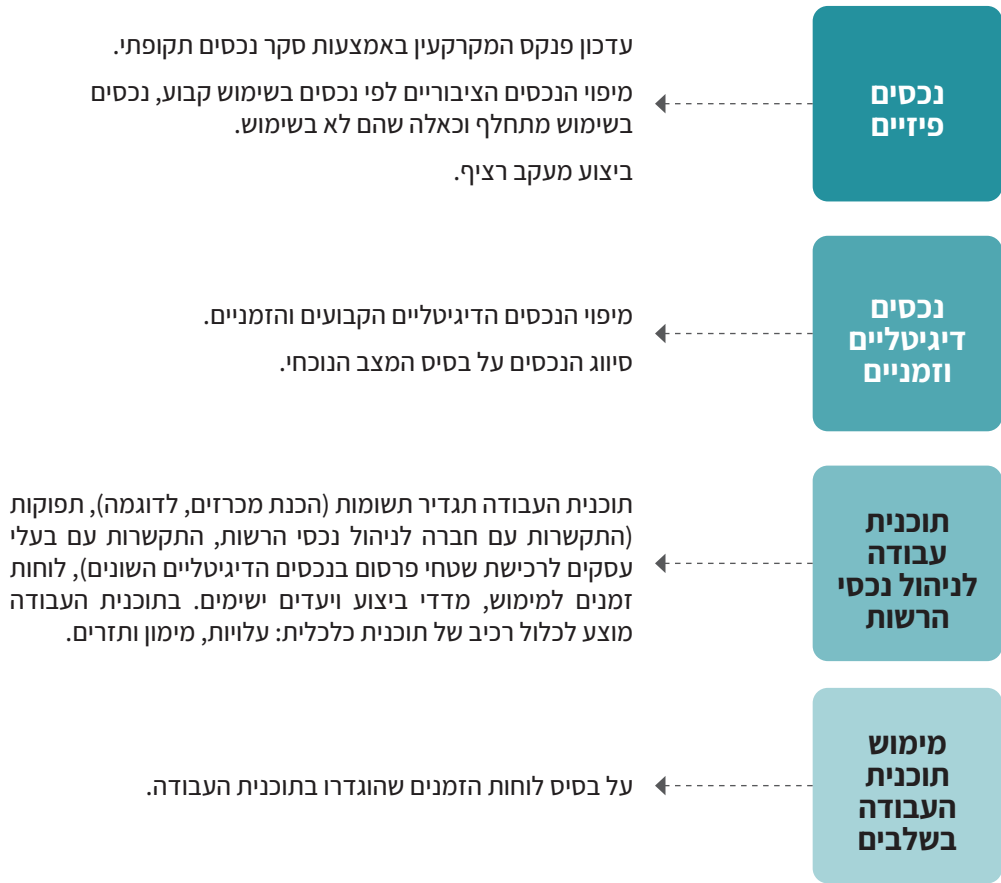 נכסים
פיזיים
עדכון פנקס המקרקעין באמצעות סקר נכסים תקופתי.
מיפוי הנכסים הציבוריים לפי נכסים בשימוש קבוע, נכסים
בשימוש מתחלף וכאלה שהם לא בשימוש.
ביצוע מעקב רציף.
נכסים
דיגיטליים
וזמניים
מיפוי הנכסים הדיגיטליים הקבועים והזמניים.
סיווג הנכסים על בסיס המצב הנוכחי.
תוכנית
עבודה
לניהול נכסי
הרשות
תוכנית העבודה תגדיר תשומות (הכנת מכרזים, לדוגמה), תפוקות
(התקשרות עם חברה לניהול נכסי הרשות, התקשרות עם בעלי
עסקים לרכישת שטחי פרסום בנכסים הדיגיטליים השונים), לוחות
זמנים למימוש, מדדי ביצוע ויעדים ישימים. בתוכנית העבודה
מוצע לכלול רכיב של תוכנית כלכלית: עלויות, מימון ותזרים.
מימוש
תוכנית
העבודה
בשלבים
על בסיס לוחות הזמנים שהוגדרו בתוכנית העבודה.